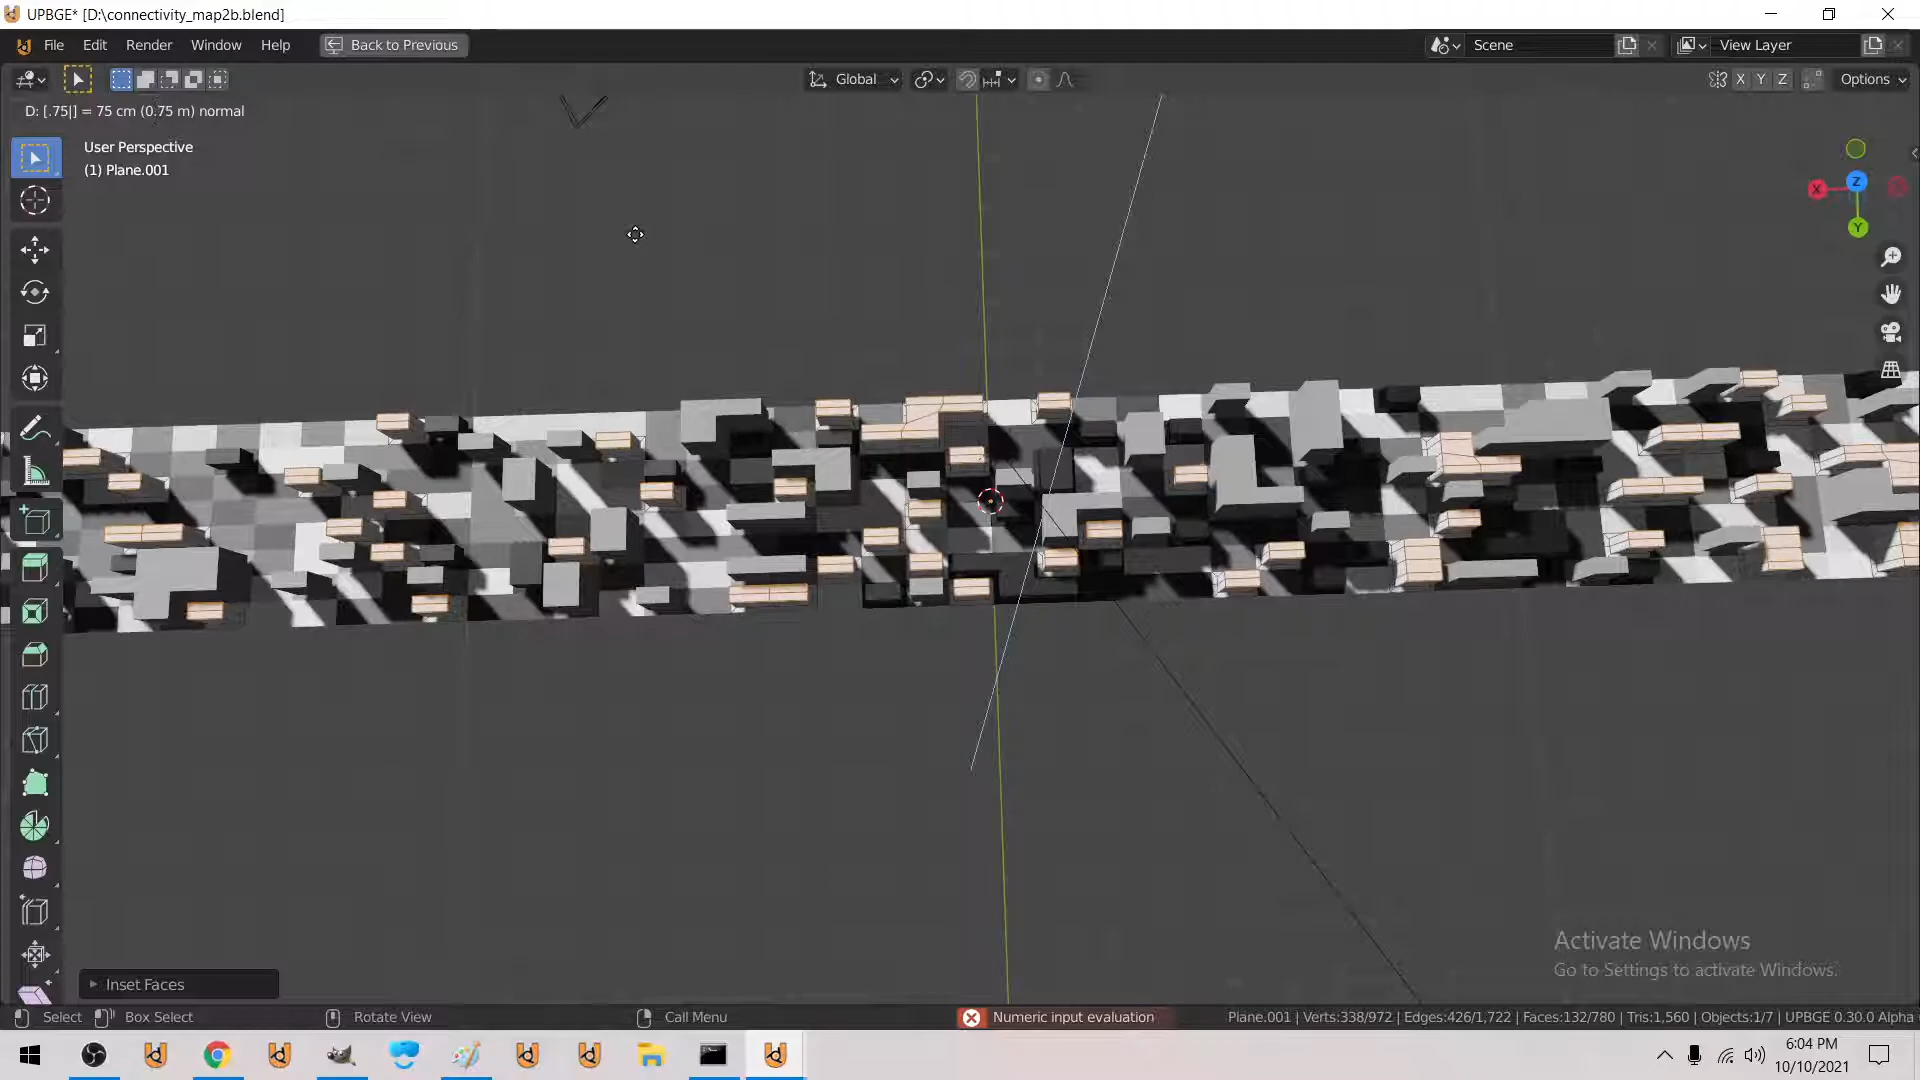 UPBGE* [D:\connectivity_map2b.blend]
File Edit Render Window Help Back to Previous Scene View Layer
Global X Y Z Options
D: [.75|] = 75 cm (0.75 m) normal
User Perspective
(1) Plane.001
X Z
Y
Activate Windows
Go to Settings to activate Windows.
Inset Faces
Select Box Select Rotate View Call Menu Numeric input evaluation Plane.001 | Verts:338/972 | Edges:426/1,722 | Faces:132/780 | Tris:1,560 | Objects:1/7 | UPBGE 0.30.0 Alpha
6:04 PM
10/10/2021